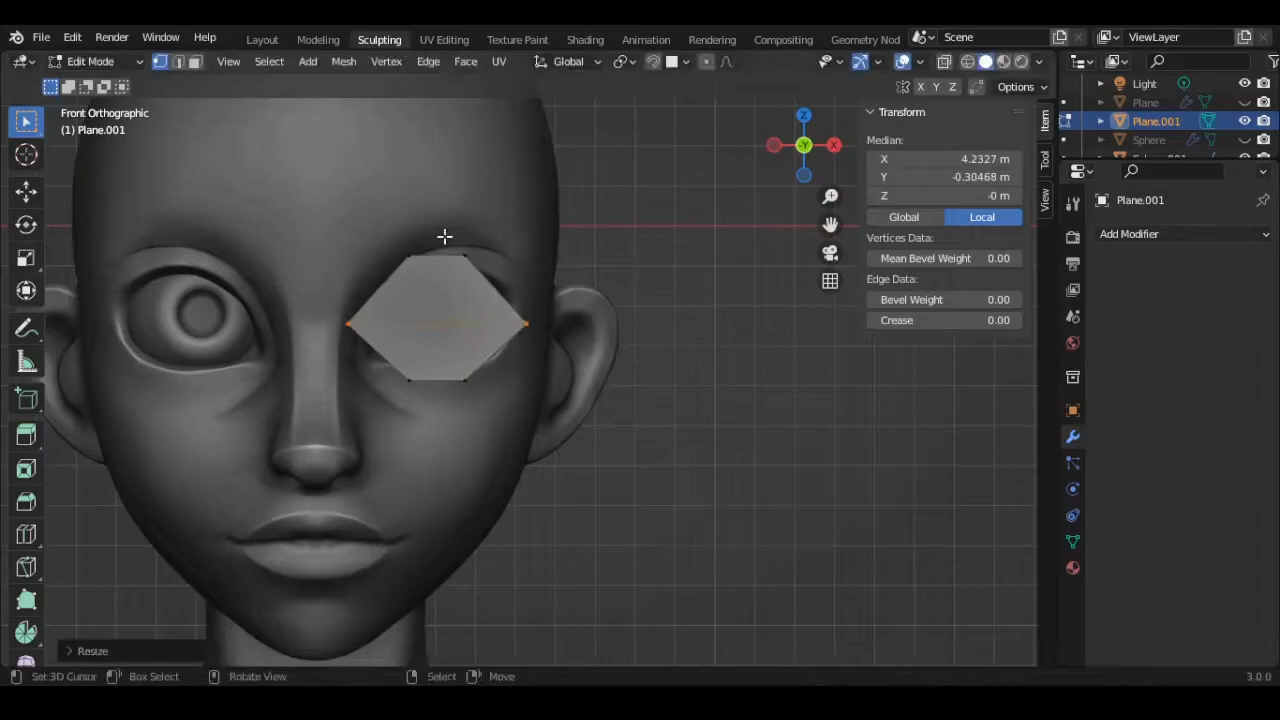 File Edit Render Window Help Layout Modeling Sculpting UV Editing Texture Paint Shading Animation Rendering Compositing Geometry Nod Scene ViewLayer
Edit Mode View Select Add Mesh Vertex Edge Face UV Global
X Y Z Options
Front Orthographic
(1) Plane.001
Z
-Y
X
Transform
Median:
X 4.2327 m
Y -0.30468 m
Z -0 m
Global Local
Vertices Data:
Mean Bevel Weight 0.00
Edge Data:
Bevel Weight 0.00
Crease 0.00
Item
Tool
View
Light
Plane
Plane.001
Sphere
Plane.001
Add Modifier
Resize
Set 3D Cursor Box Select Rotate View Select Move 3.0.0